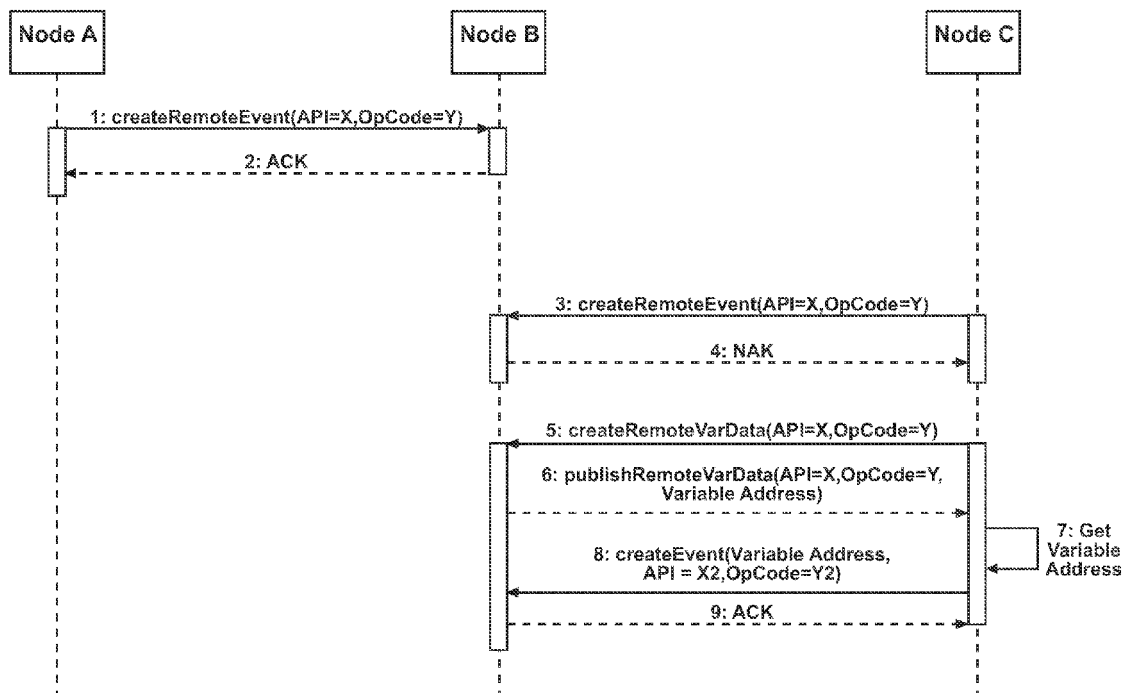 Node A
Node B
Node C
1: createRemoteEvent(API=X,OpCode=Y)
2: ACK
3: createRemoteEvent(API=X,OpCode=Y)
4: NAK
5: createRemoteVarData(API=X,OpCode=Y)
6: publishRemoteVarData(API=X,OpCode=Y,
Variable Address)
7: Get
Variable
Address
8: createEvent(Variable Address,
API = X2,OpCode=Y2)
9: ACK